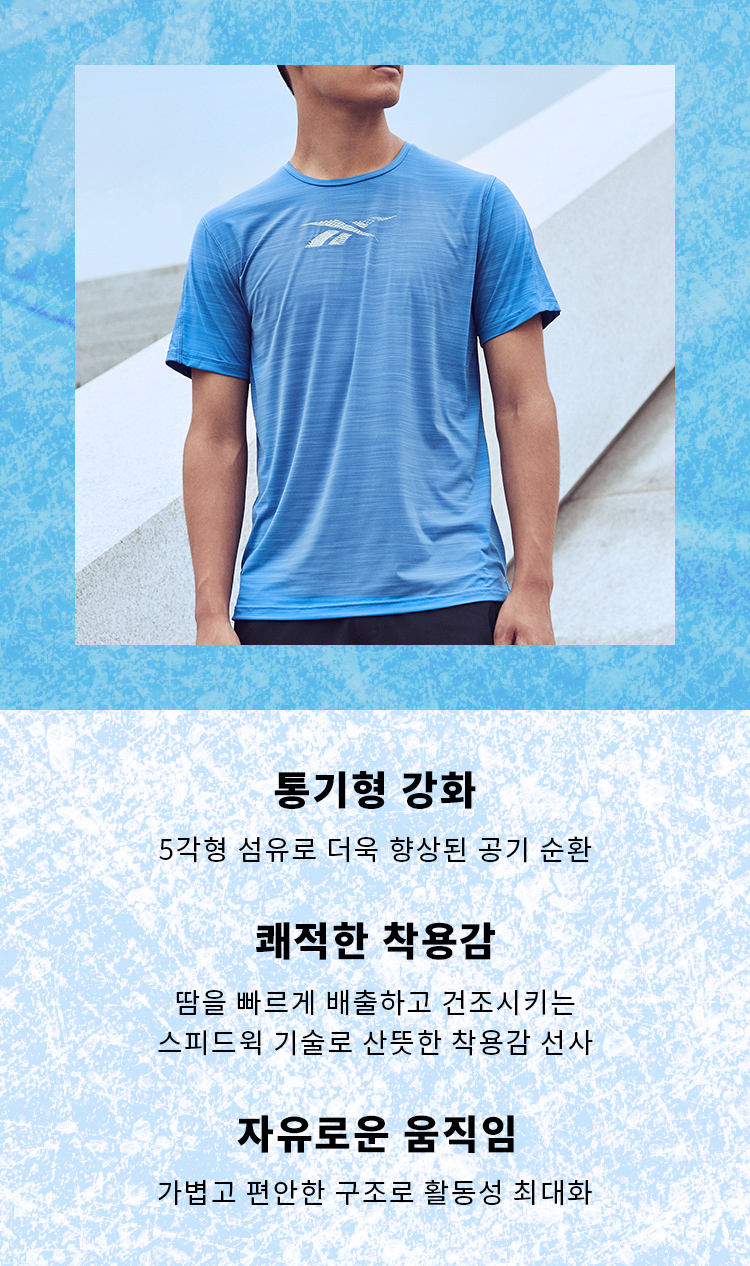 통기형 강화
5각형 섬유로 더욱 향상된 공기 순환
쾌적한 착용감
땀을 빠르게 배출하고 건조시키는
스피드윅 기술로 산뜻한 착용감 선사
자유로운 움직임
가볍고 편안한 구조로 활동성 최대화